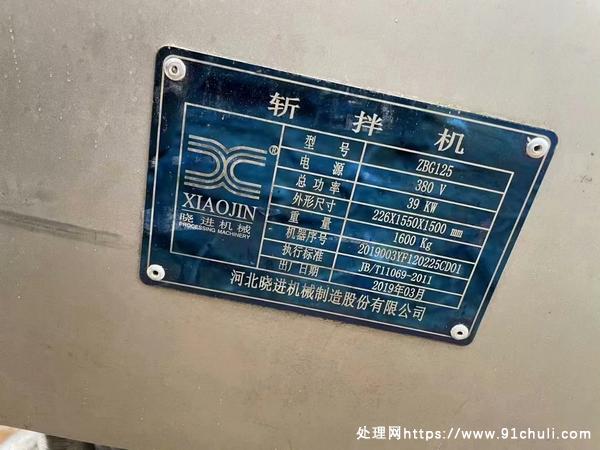 斩拌机
型号 ZBG125
电源 380 V
总功率 39 KW
外形尺寸 226X1550X1500 mm
重量 1600 Kg
机器序号 2019003YF120225CD01
执行标准 JB/T11069-2011
出厂日期 2019年03月
®
XIAOJIN
晓进机械
PROCESSING MACHINERY
河北晓进机械制造股份有限公司
处理网https://www.91chuli.com/